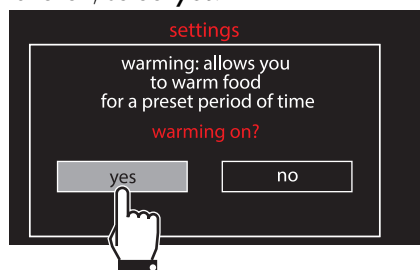 settings
warming: allows you
to warm food
for a preset period of time
warming on?
yes
no